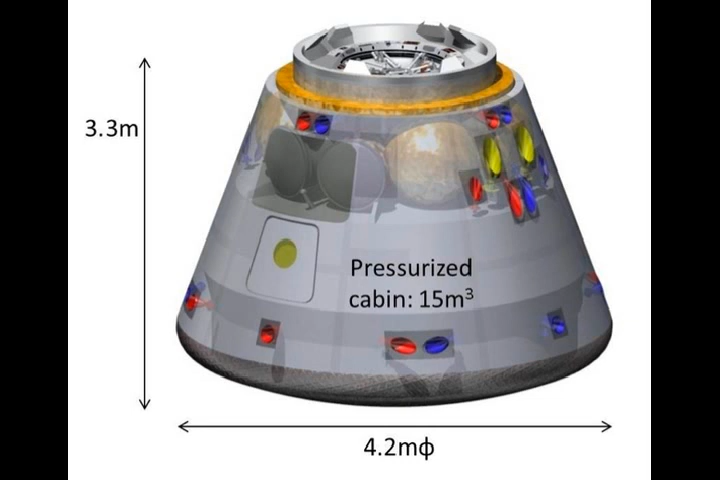 3.3m
Pressurized
cabin: 15m³
4.2mϕ